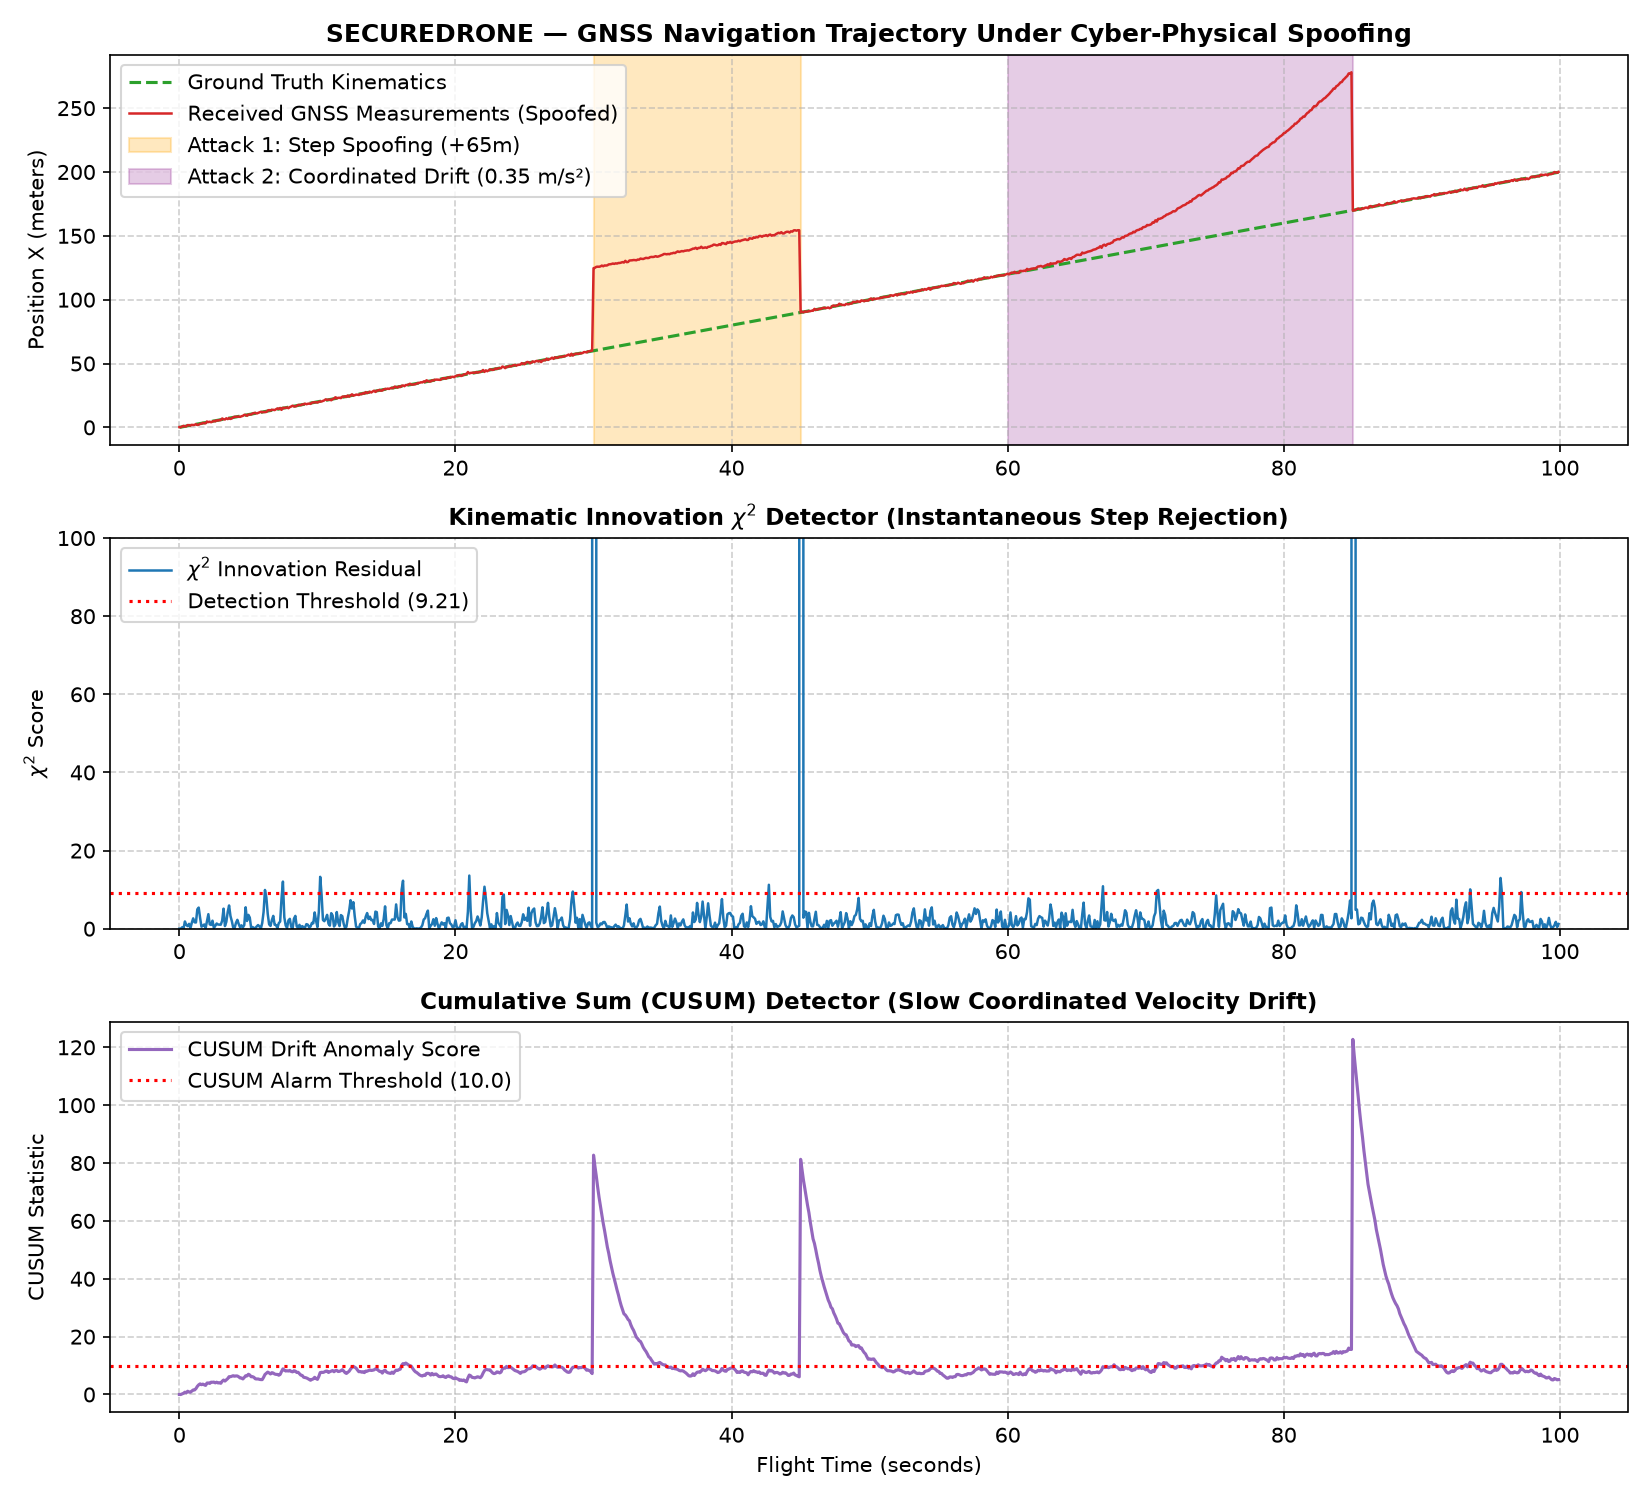 SECUREDRONE — GNSS Navigation Trajectory Under Cyber-Physical Spoofing
Position X (meters)
250
200
150
100
50
0
Ground Truth Kinematics
Received GNSS Measurements (Spoofed)
Attack 1: Step Spoofing (+65m)
Attack 2: Coordinated Drift (0.35 m/s²)
0 20 40 60 80 100
Kinematic Innovation χ² Detector (Instantaneous Step Rejection)
χ² Score
100
80
60
40
20
0
χ² Innovation Residual
Detection Threshold (9.21)
0 20 40 60 80 100
Cumulative Sum (CUSUM) Detector (Slow Coordinated Velocity Drift)
CUSUM Statistic
120
100
80
60
40
20
0
CUSUM Drift Anomaly Score
CUSUM Alarm Threshold (10.0)
0 20 40 60 80 100
Flight Time (seconds)